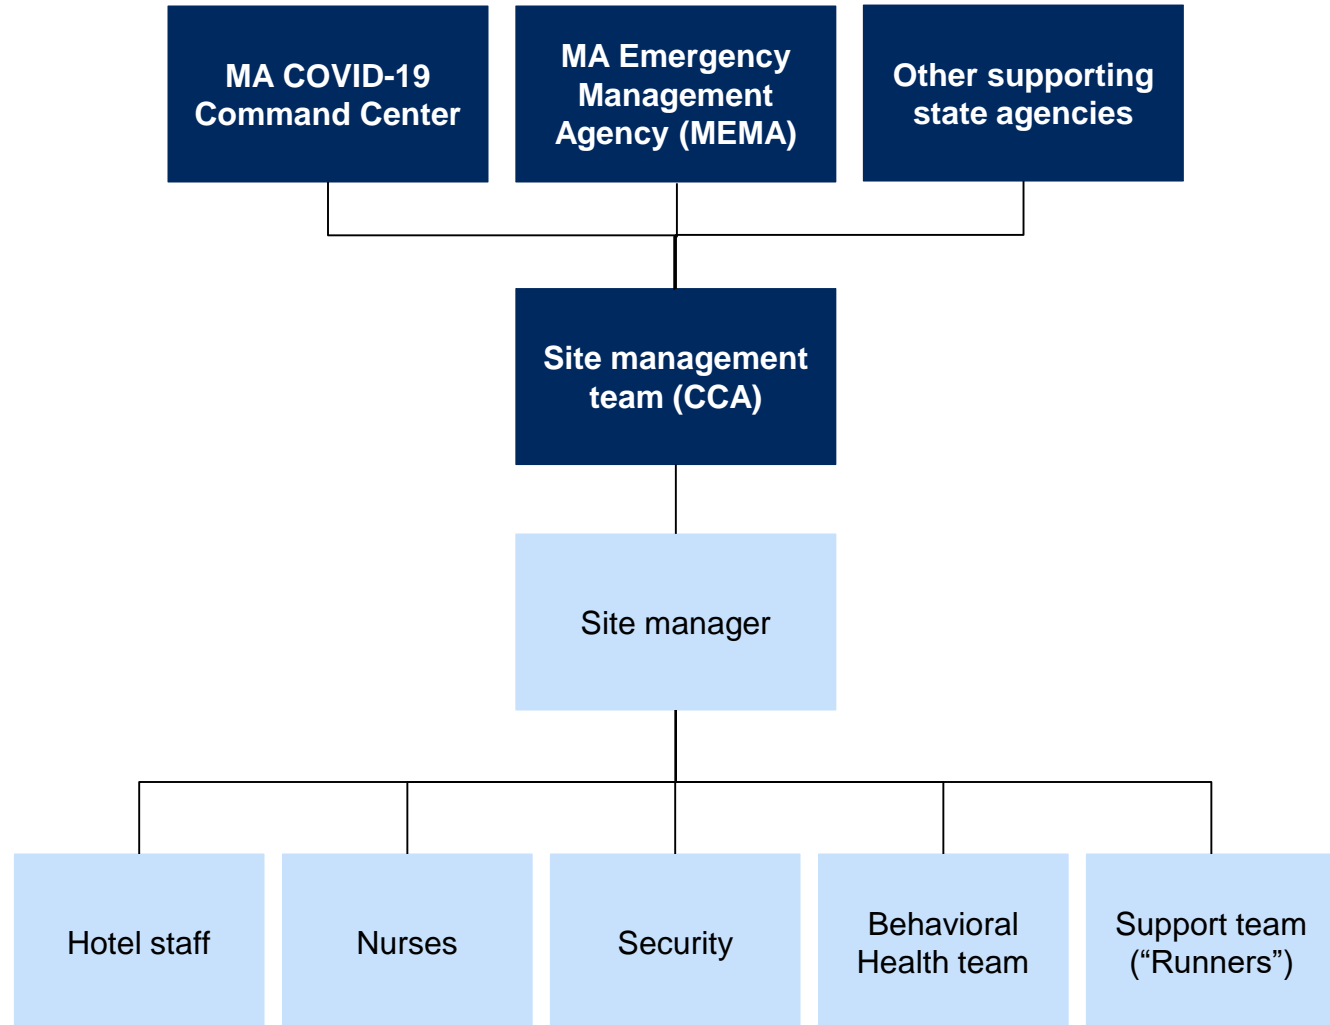 MA COVID-19
Command Center
MA Emergency
Management
Agency (MEMA)
Other supporting
state agencies
Site management
team (CCA)
Site manager
Hotel staff
Nurses
Security
Behavioral
Health team
Support team
(“Runners”)